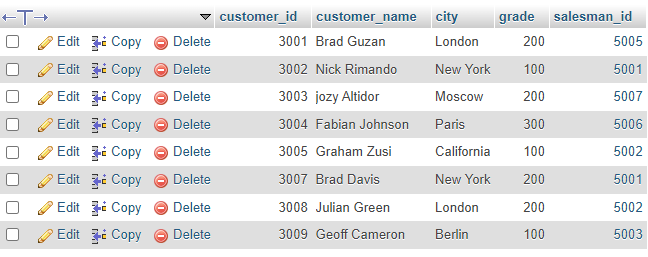 customer_id customer_name city grade salesman_id
Edit Copy Delete 3001 Brad Guzan London 200 5005
Edit Copy Delete 3002 Nick Rimando New York 100 5001
Edit Copy Delete 3003 jozy Altidor Moscow 200 5007
Edit Copy Delete 3004 Fabian Johnson Paris 300 5006
Edit Copy Delete 3005 Graham Zusi California 100 5002
Edit Copy Delete 3007 Brad Davis New York 200 5001
Edit Copy Delete 3008 Julian Green London 200 5002
Edit Copy Delete 3009 Geoff Cameron Berlin 100 5003